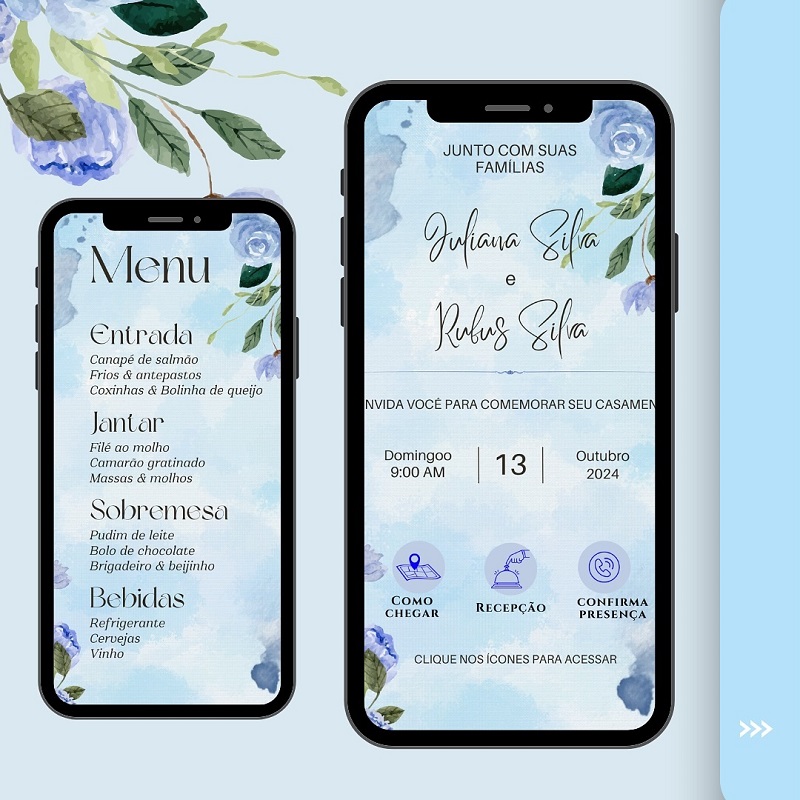 Menu
Entrada
Canapé de salmão
Frios & antepastos
Coxinhas & Bolinha de queijo
Jantar
Filé ao molho
Camarão gratinado
Massas & molhos
Sobremesa
Pudim de leite
Bolo de chocolate
Brigadeiro & beijinho
Bebidas
Refrigerante
Cervejas
Vinho
JUNTO COM SUAS
FAMÍLIAS
Juliana Silva
e
Rufus Silva
NVIDA VOCÊ PARA COMEMORAR SEU CASAMEN
Domingoo
9:00 AM
13
Outubro
2024
COMO
CHEGAR
RECEPÇÃO
CONFIRMA
PRESENÇA
CLIQUE NOS ÍCONES PARA ACESSAR